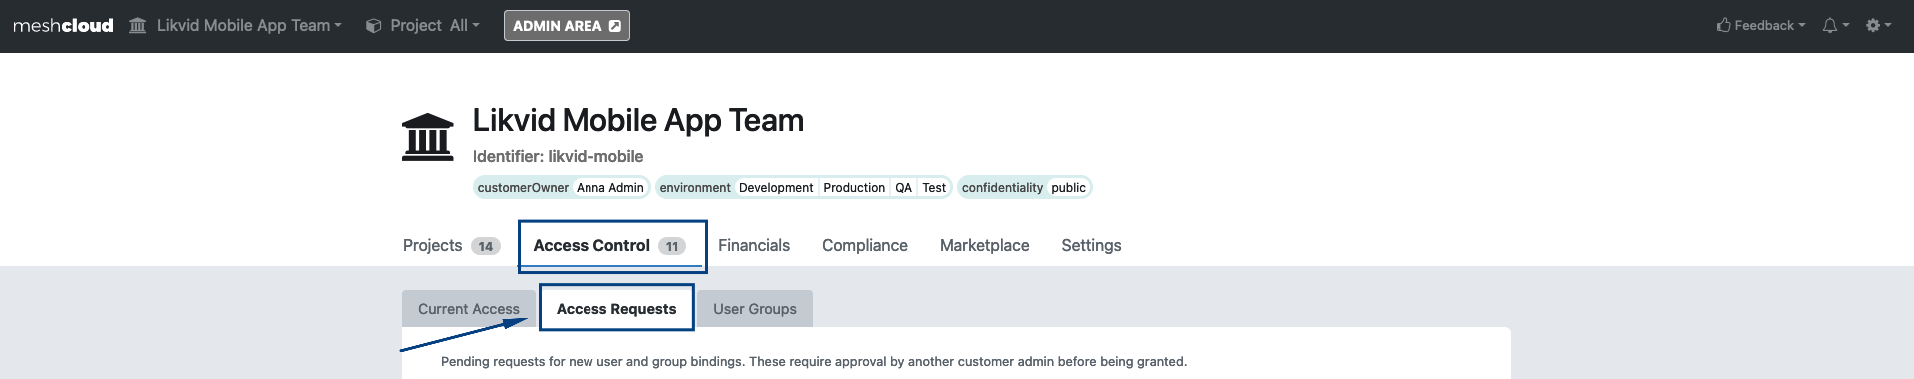 meshcloud Likvid Mobile App Team Project All ADMIN AREA Feedback
Likvid Mobile App Team
Identifier: likvid-mobile
customerOwner Anna Admin environment Development Production QA Test confidentiality public
Projects 14 Access Control 11 Financials Compliance Marketplace Settings
Current Access Access Requests User Groups
Pending requests for new user and group bindings. These require approval by another customer admin before being granted.